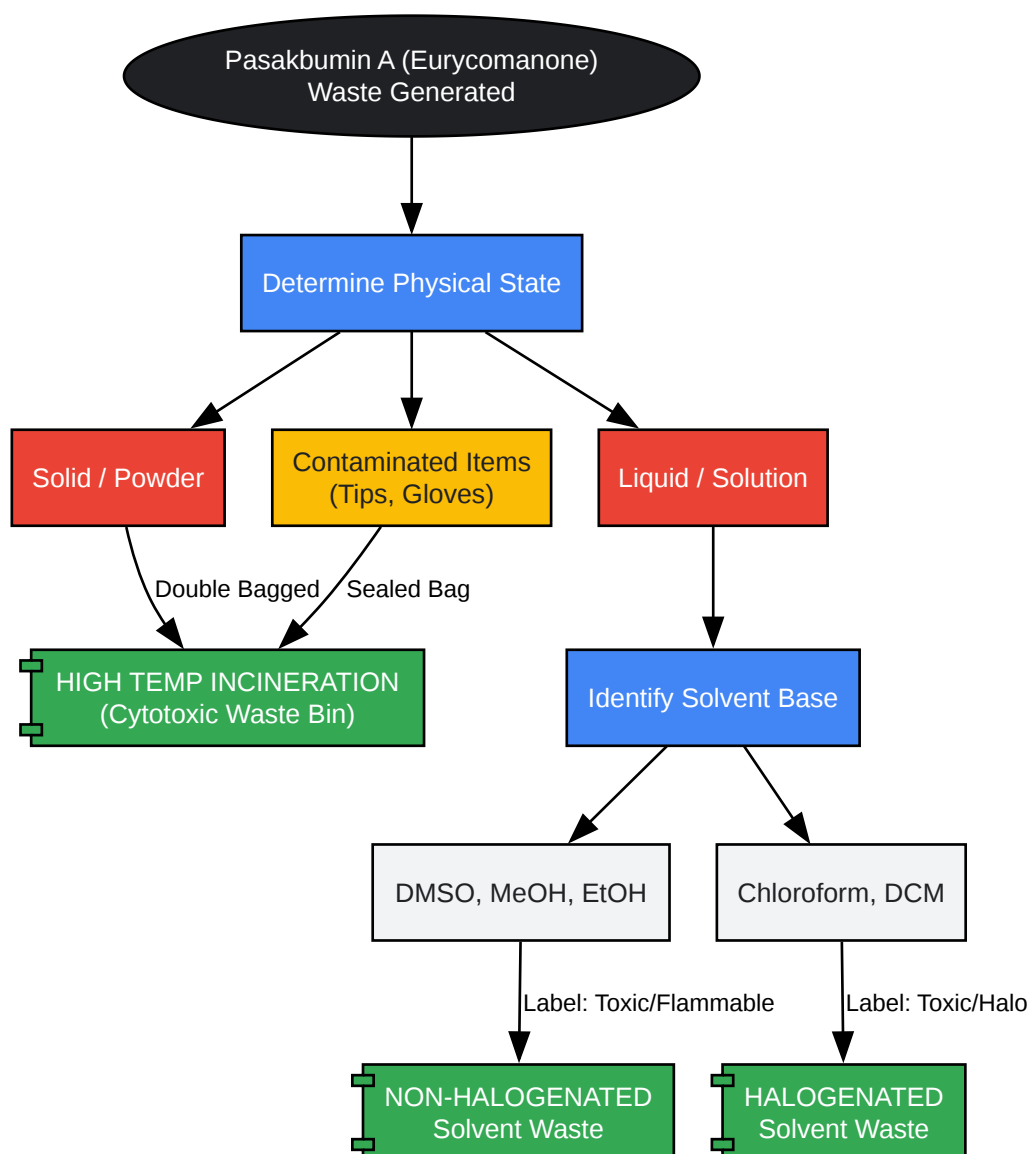 Pasakbumin A (Eurycomanone)
Waste Generated
Determine Physical State
Solid / Powder
Contaminated Items
(Tips, Gloves)
Liquid / Solution
Double Bagged
Sealed Bag
HIGH TEMP INCINERATION
(Cytotoxic Waste Bin)
Identify Solvent Base
DMSO, MeOH, EtOH
Chloroform, DCM
Label: Toxic/Flammable
Label: Toxic/Halo
NON-HALOGENATED
Solvent Waste
HALOGENATED
Solvent Waste